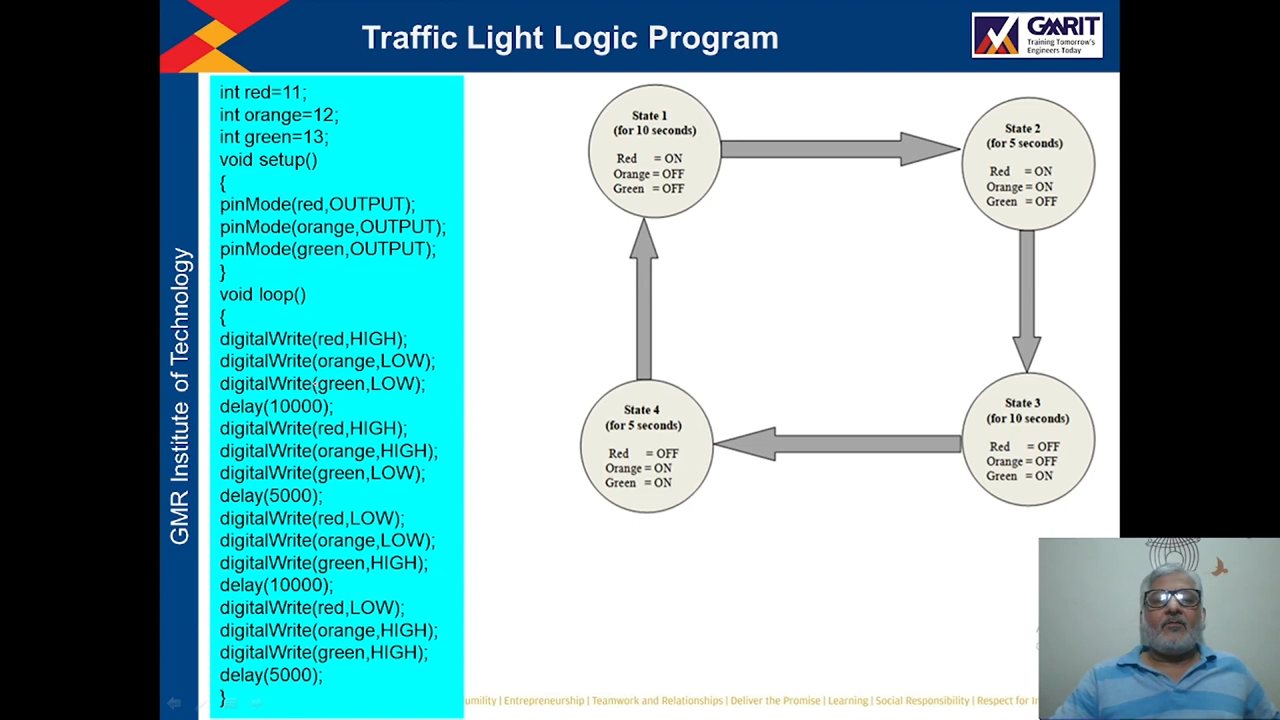 Traffic Light Logic Program
GMRIT
Training Tomorrow's
Engineers Today
GMR Institute of Technology
int red=11;
int orange=12;
int green=13;
void setup()
{
pinMode(red,OUTPUT);
pinMode(orange,OUTPUT);
pinMode(green,OUTPUT);
}
void loop()
{
digitalWrite(red,HIGH);
digitalWrite(orange,LOW);
digitalWrite(green,LOW);
delay(10000);
digitalWrite(red,HIGH);
digitalWrite(orange,HIGH);
digitalWrite(green,LOW);
delay(5000);
digitalWrite(red,LOW);
digitalWrite(orange,LOW);
digitalWrite(green,HIGH);
delay(10000);
digitalWrite(red,LOW);
digitalWrite(orange,HIGH);
digitalWrite(green,HIGH);
delay(5000);
}
State 1
(for 10 seconds)
Red = ON
Orange = OFF
Green = OFF
State 2
(for 5 seconds)
Red = ON
Orange = ON
Green = OFF
State 3
(for 10 seconds)
Red = OFF
Orange = OFF
Green = ON
State 4
(for 5 seconds)
Red = OFF
Orange = ON
Green = ON
| Entrepreneurship | Teamwork and Relationships | Deliver the Promise | Learning | Social Responsibility | Respect for